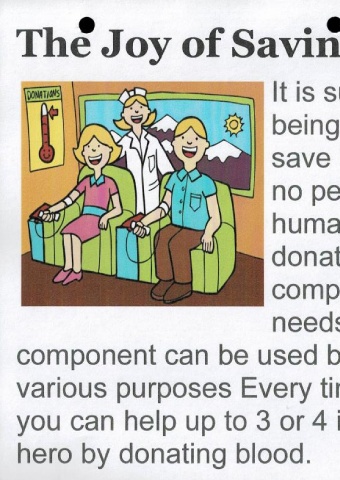 The Joy of Savin
DONATIONS
It is su
being
save
no pe
huma
donat
comp
needs
component can be used b
various purposes Every tin
you can help up to 3 or 4 i
hero by donating blood.